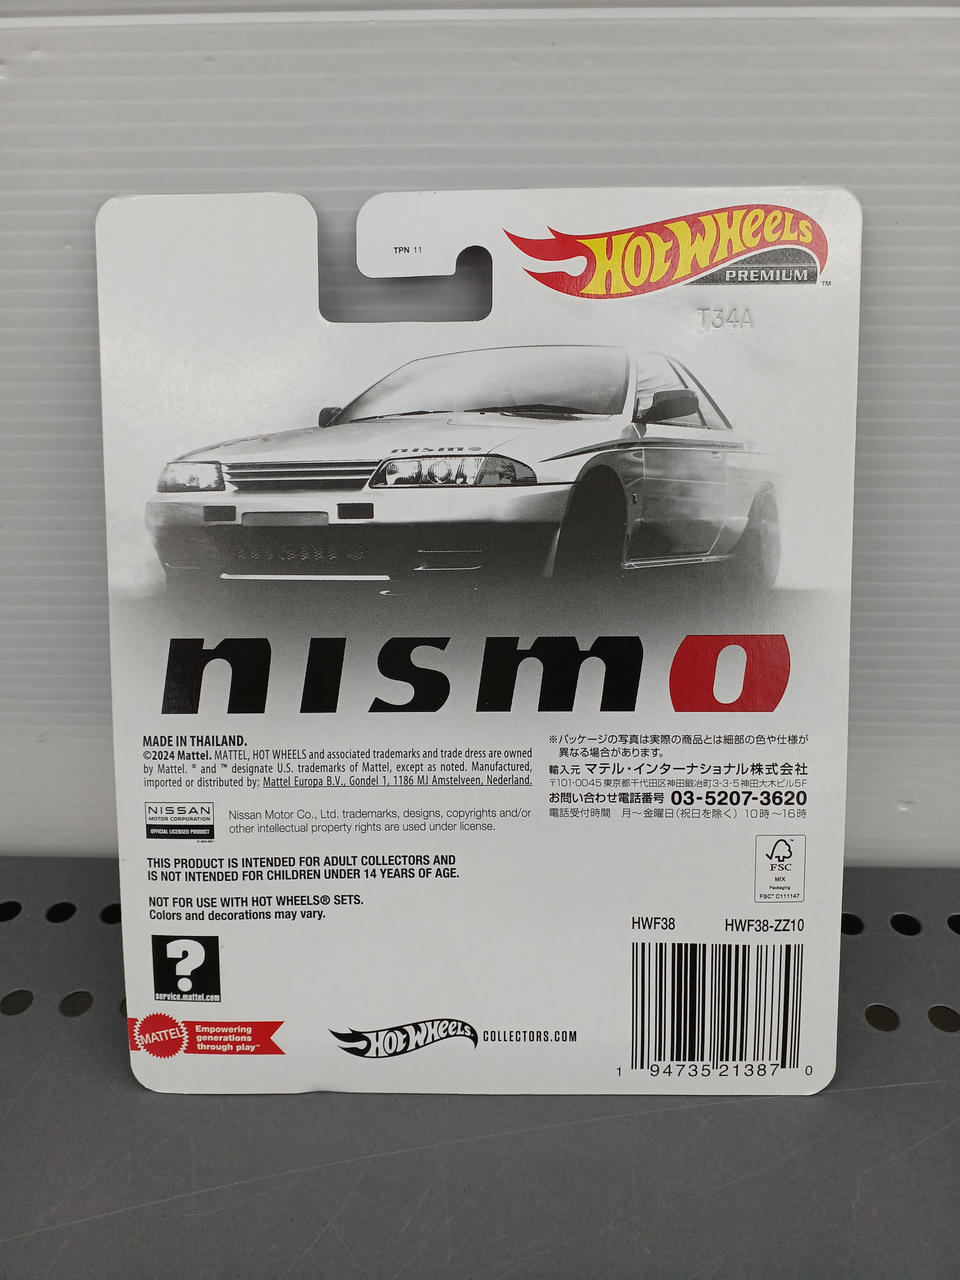 TPN 11
HOT WHEELS
PREMIUM
™
T34A
nismo
nismo
MADE IN THAILAND.
©2024 Mattel. MATTEL, HOT WHEELS and associated trademarks and trade dress are owned
by Mattel. ® and ™ designate U.S. trademarks of Mattel, except as noted. Manufactured,
imported or distributed by: Mattel Europa B.V., Gondel 1, 1186 MJ Amstelveen, Nederland.
※パッケージの写真は実際の商品とは細部の色や仕様が
異なる場合があります。
輸入元 マテル・インターナショナル株式会社
〒101-0045 東京都千代田区神田鍛冶町3-3-5神田大木ビル5F
お問い合わせ電話番号 03-5207-3620
電話受付時間 月~金曜日(祝日を除く) 10時~16時
NISSAN
MOTOR CORPORATION
OFFICIAL LICENSED PRODUCT
Nissan Motor Co., Ltd. trademarks, designs, copyrights and/or
other intellectual property rights are used under license.
THIS PRODUCT IS INTENDED FOR ADULT COLLECTORS AND
IS NOT INTENDED FOR CHILDREN UNDER 14 YEARS OF AGE.
NOT FOR USE WITH HOT WHEELS® SETS.
Colors and decorations may vary.
FSC
MIX
Packaging
FSC® C111147
HWF38 HWF38-ZZ10
?
service.mattel.com
MATTEL
Empowering
generations
through play™
HOT WHEELS COLLECTORS.COM
1 94735 21387 0